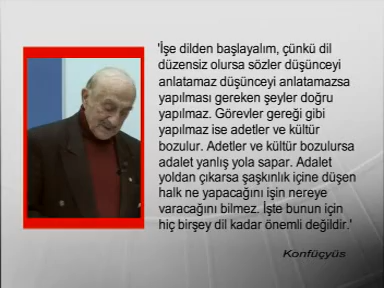 'İşe dilden başlayalım, çünkü dil
düzensiz olursa sözler düşünceyi
anlatamaz düşünceyi anlatamazsa
yapılması gereken şeyler doğru
yapılmaz. Görevler gereği gibi
yapılmaz ise adetler ve kültür
bozulur. Adetler ve kültür bozulursa
adalet yanlış yola sapar. Adalet
yoldan çıkarsa şaşkınlık içine düşen
halk ne yapacağını işin nereye
varacağını bilmez. İşte bunun için
hiç birşey dil kadar önemli değildir.'
Konfüçyüs